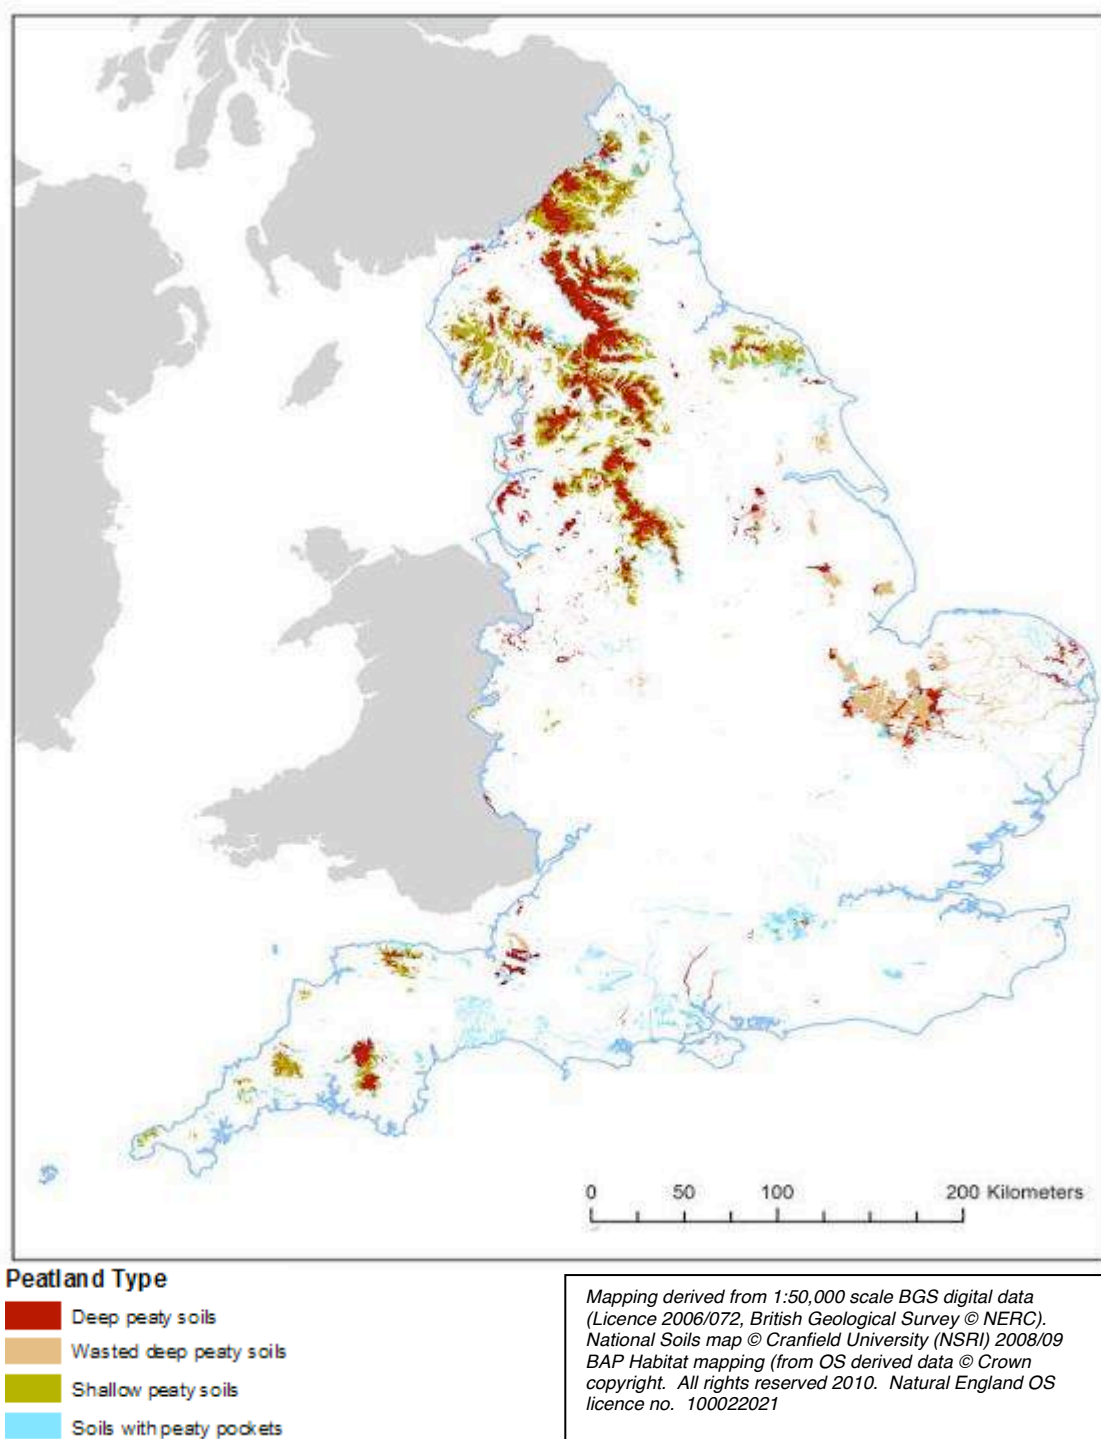 0 50 100 200 Kilometers
Peatland Type
Deep peaty soils
Wasted deep peaty soils
Shallow peaty soils
Soils with peaty pockets
Mapping derived from 1:50,000 scale BGS digital data
(Licence 2006/072, British Geological Survey © NERC).
National Soils map © Cranfield University (NSRI) 2008/09
BAP Habitat mapping (from OS derived data © Crown
copyright. All rights reserved 2010. Natural England OS
licence no. 100022021